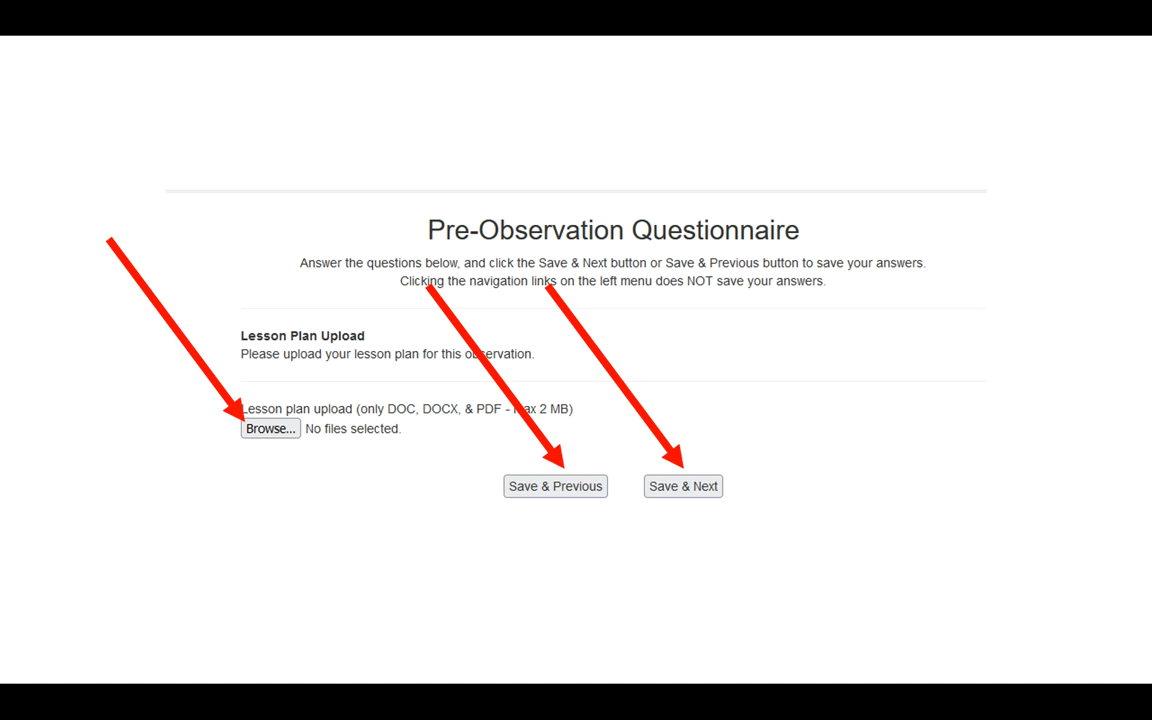 Pre-Observation Questionnaire
Answer the questions below, and click the Save & Next button or Save & Previous button to save your answers.
Clicking the navigation links on the left menu does NOT save your answers.
Lesson Plan Upload
Please upload your lesson plan for this observation.
Lesson plan upload (only DOC, DOCX, & PDF - max 2 MB)
Browse... No files selected.
Save & Previous Save & Next